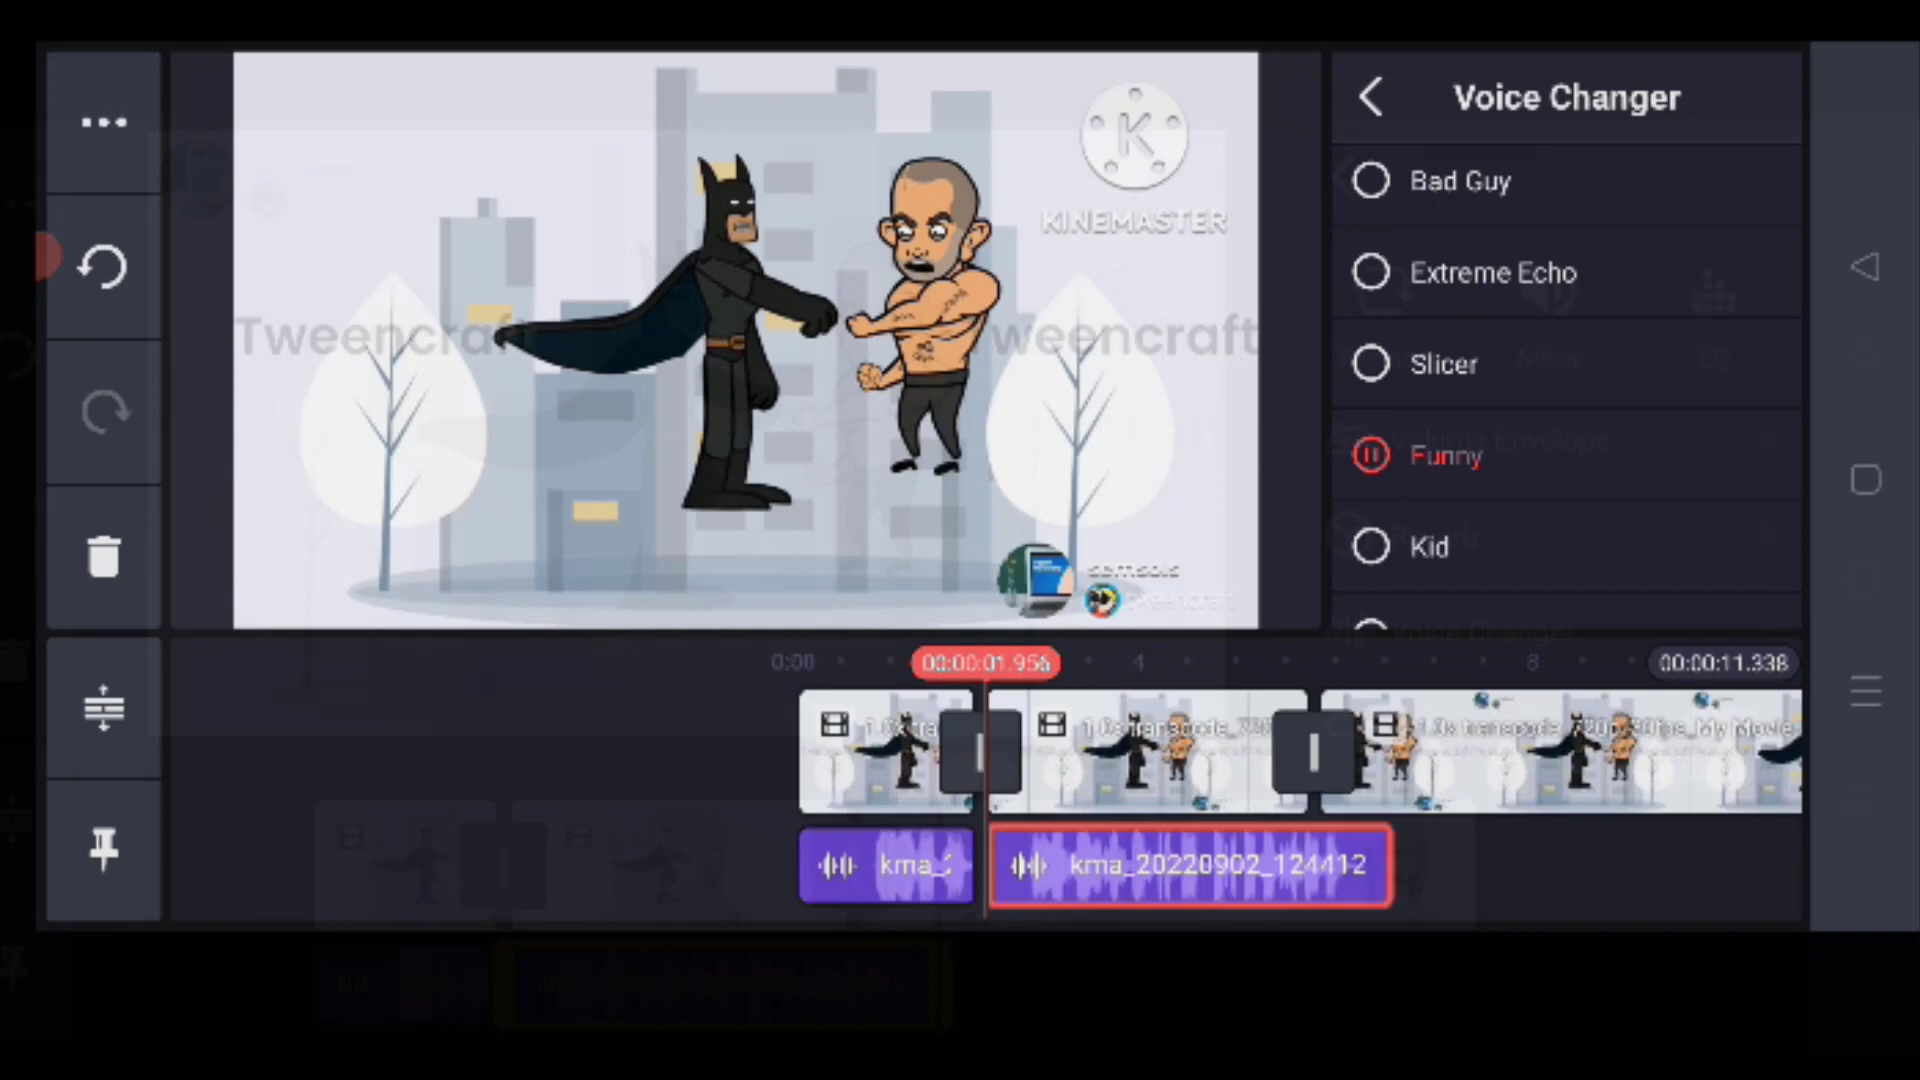 Voice Changer
Bad Guy
Extreme Echo
Slicer
Funny
Kid
K
KINEMASTER
Tweencraft
weencraft
0:00
00:00:01.956
4
8
00:00:11.338
kma_
kma_20220902_124412